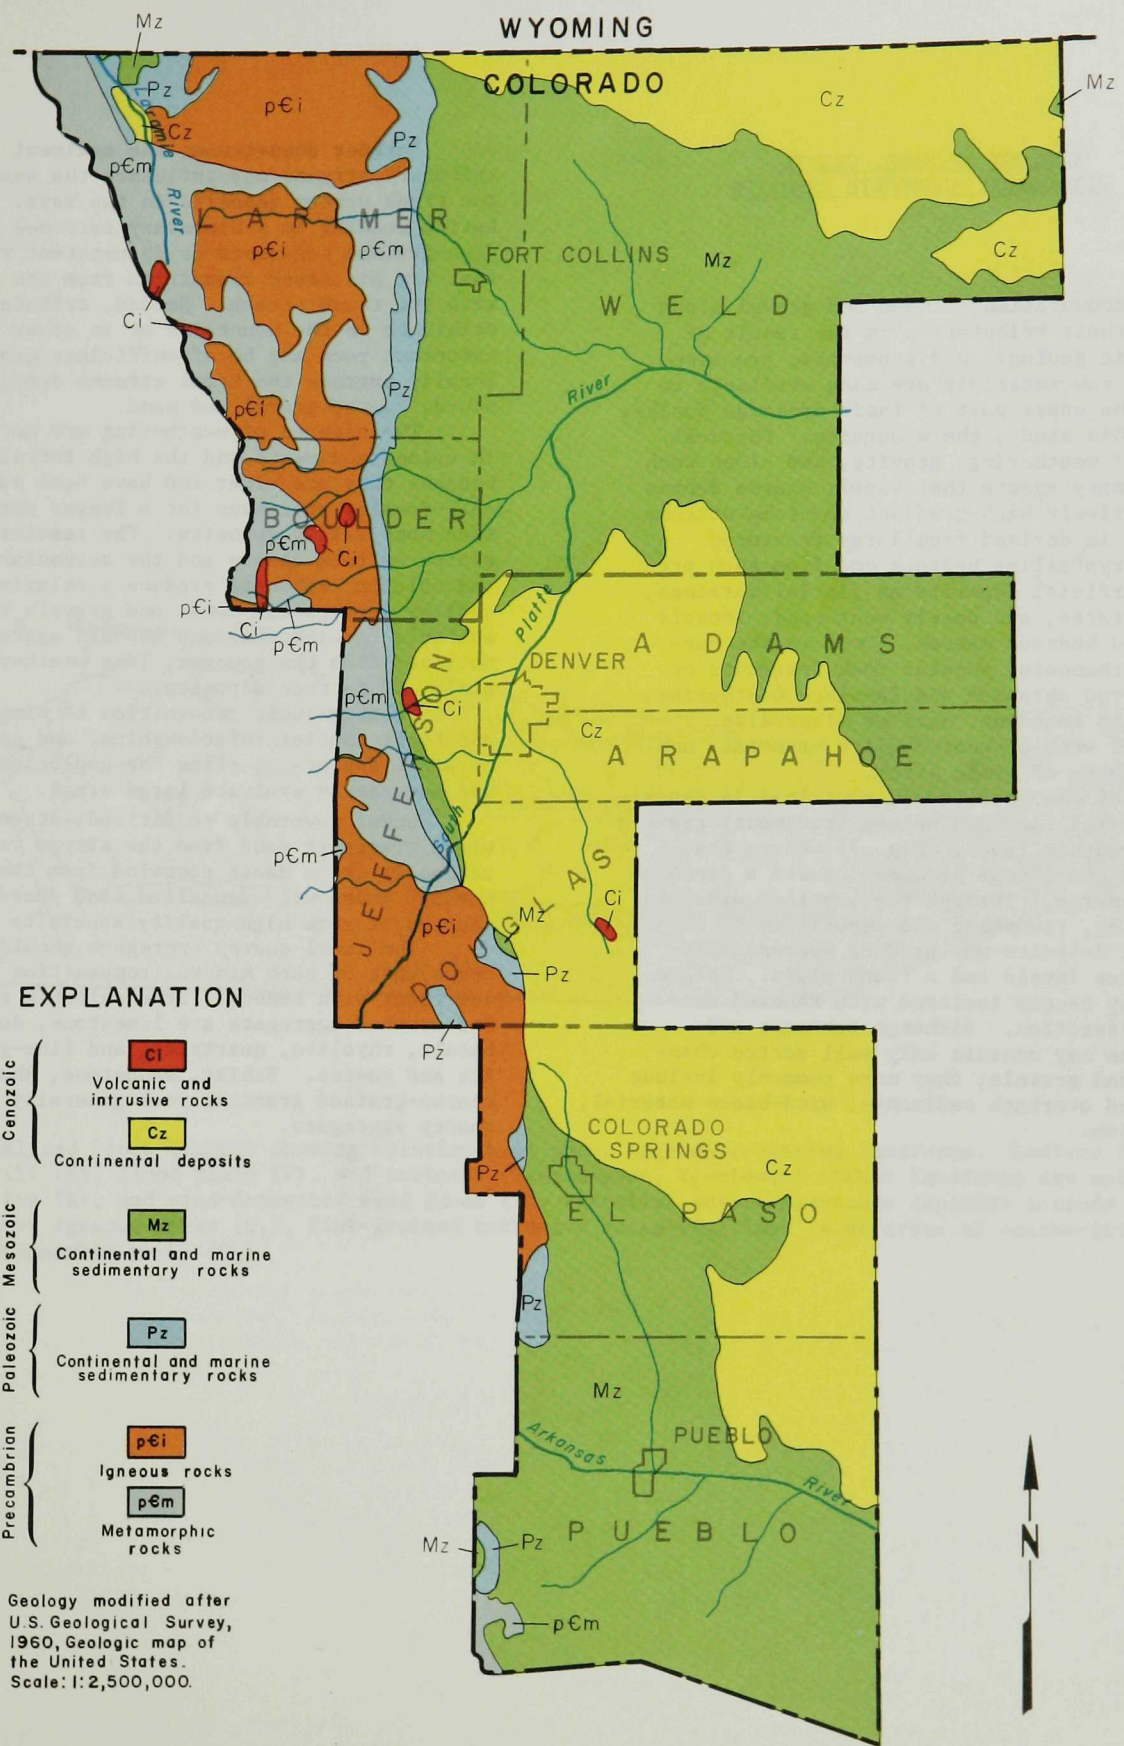 WYOMING
COLORADO
Mz
Pz
Cz
p€m
p€i
Pz
Cz
Mz
Laramie River
LARIMER
p€i
p€m
FORT COLLINS
Mz
Cz
WELD
Ci
Pz
p€i
River
BOULDER
p€m
Ci
p€i
Ci
p€m
Platte
ADAMS
DENVER
p€m
Ci
JEFFERSON
Cz
ARAPAHOE
South
p€m
DOUGLAS
Ci
p€i
Mz
Pz
Pz
COLORADO
SPRINGS
Pz
Cz
EL PASO
Pz
Mz
PUEBLO
Arkansas River
PUEBLO
Mz
Pz
p€m
N
EXPLANATION
Cenozoic
Ci
Volcanic and
intrusive rocks
Cz
Continental deposits
Mesozoic
Mz
Continental and marine
sedimentary rocks
Paleozoic
Pz
Continental and marine
sedimentary rocks
Precambrian
p€i
Igneous rocks
p€m
Metamorphic
rocks
Geology modified after
U.S. Geological Survey,
1960, Geologic map of
the United States.
Scale: 1:2,500,000.